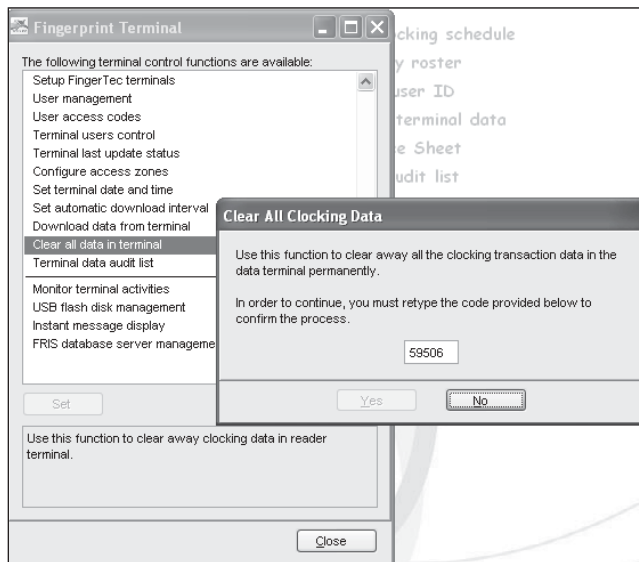 Fingerprint Terminal
The following terminal control functions are available:
Setup FingerTec terminals
User management
User access codes
Terminal users control
Terminal last update status
Configure access zones
Set terminal date and time
Set automatic download interval
Download data from terminal
Clear all data in terminal
Terminal data audit list
Monitor terminal activities
USB flash disk management
Instant message display
FRIS database server manageme
Set
Use this function to clear away clocking data in reader
terminal.
Close
ocking schedule
y roster
user ID
terminal data
ce Sheet
udit list
Clear All Clocking Data
Use this function to clear away all the clocking transaction data in the
data terminal permanently.
In order to continue, you must retype the code provided below to
confirm the process.
59506
Yes
No